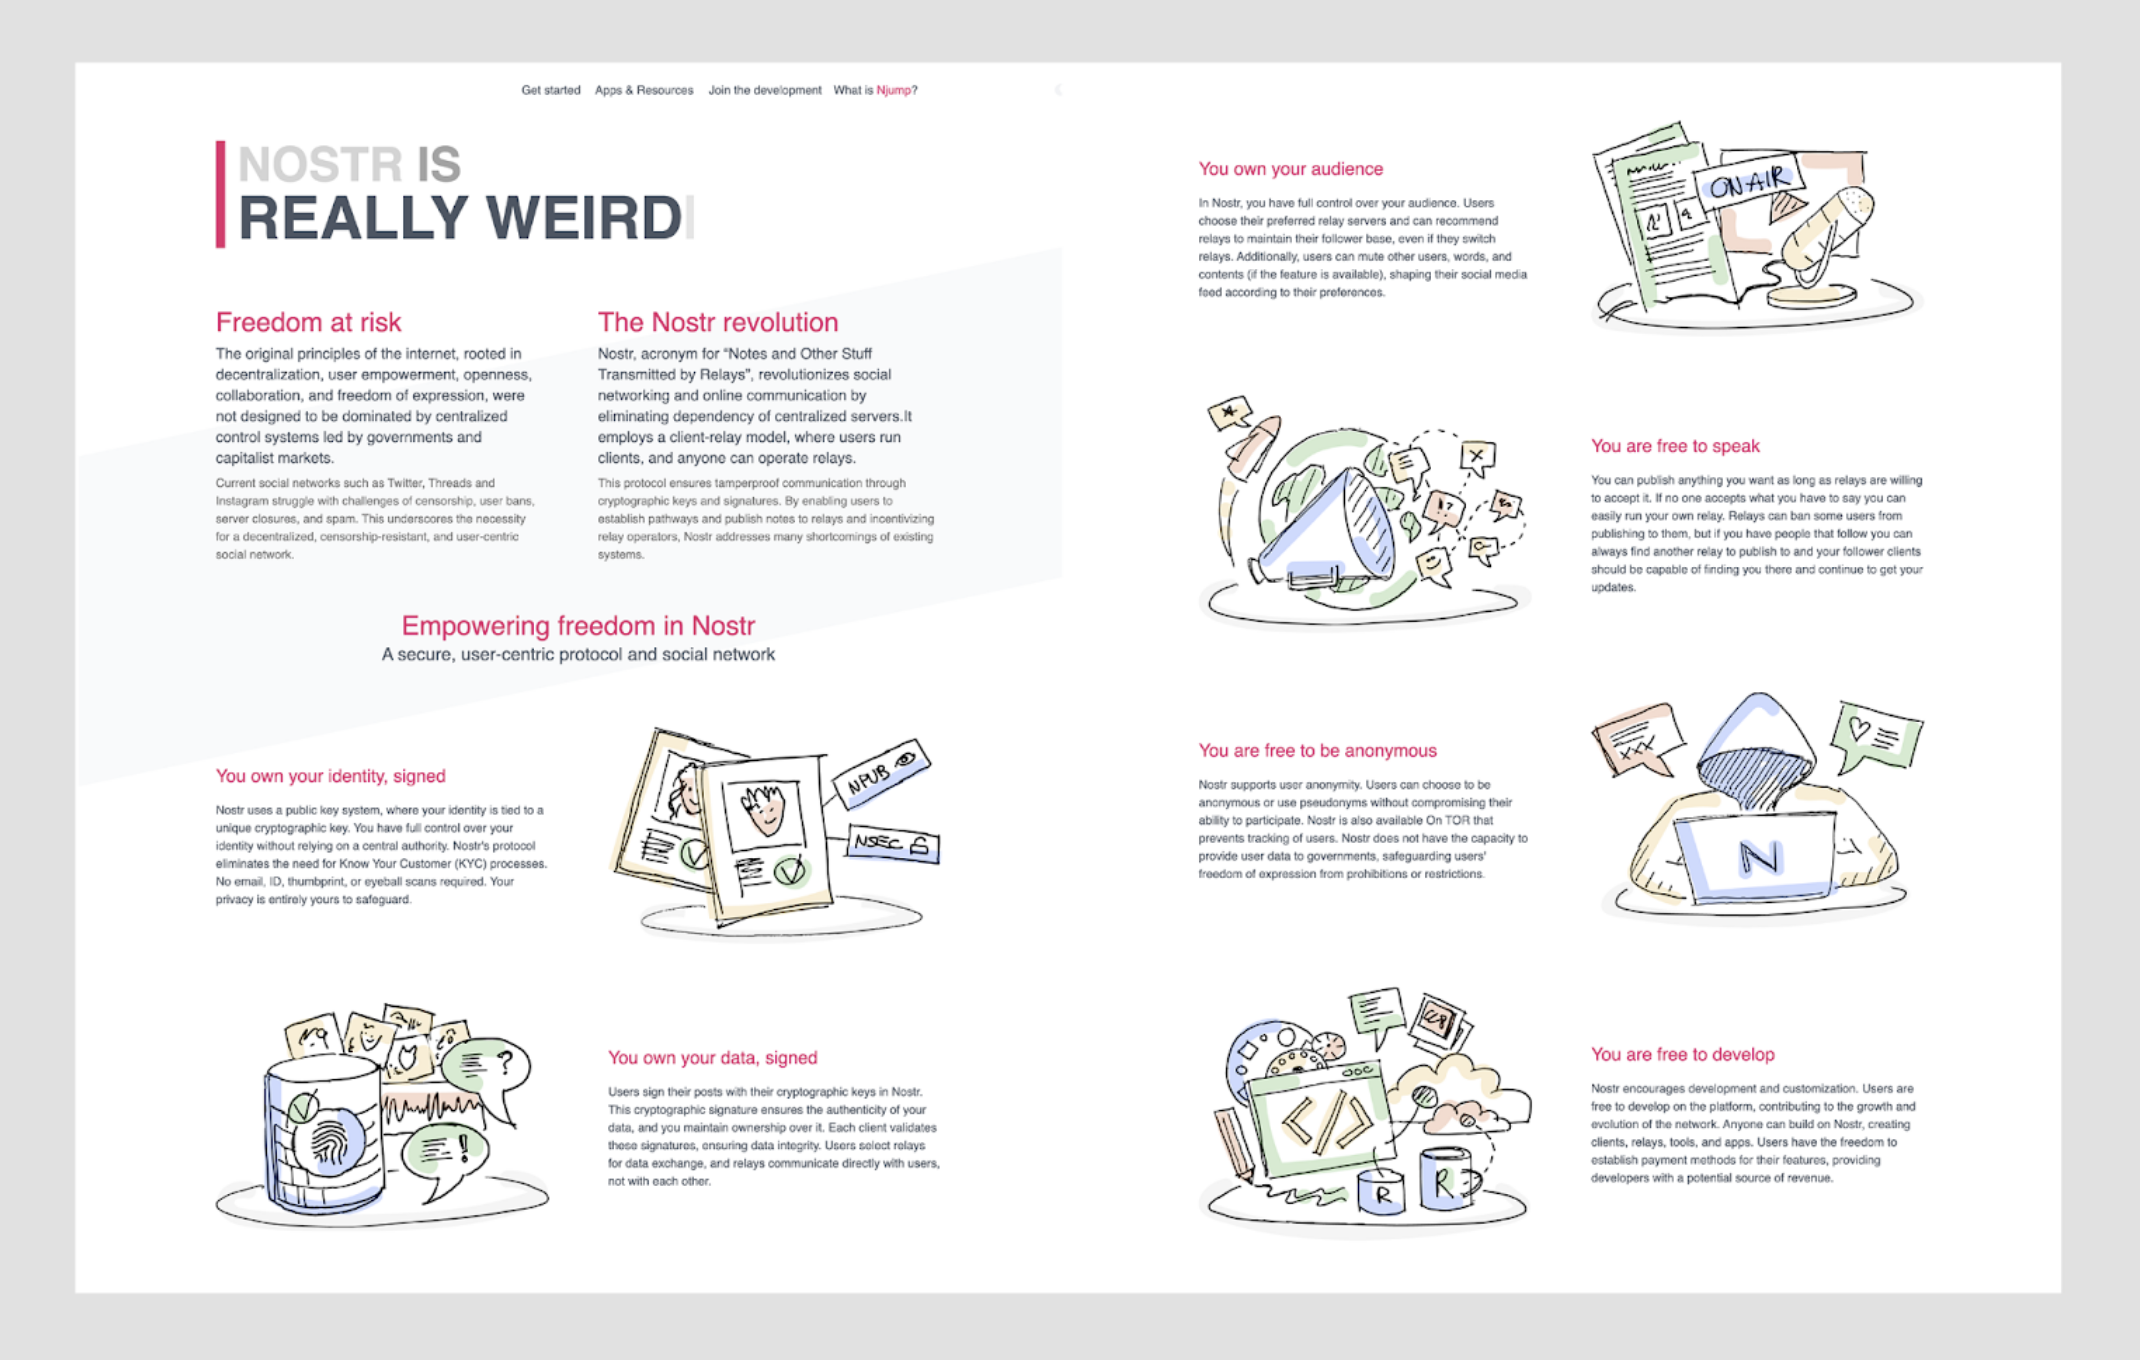 Get started Apps & Resources Join the development What is Njump?
NOSTR IS
REALLY WEIRD
Freedom at risk
The original principles of the internet, rooted in
decentralization, user empowerment, openness,
collaboration, and freedom of expression, were
not designed to be dominated by centralized
control systems led by governments and
capitalist markets.
Current social networks such as Twitter, Threads and
Instagram struggle with challenges of censorship, user bans,
server closures, and spam. This underscores the necessity
for a decentralized, censorship-resistant, and user-centric
social network.
The Nostr revolution
Nostr, acronym for “Notes and Other Stuff
Transmitted by Relays”, revolutionizes social
networking and online communication by
eliminating dependency of centralized servers.It
employs a client-relay model, where users run
clients, and anyone can operate relays.
This protocol ensures tamperproof communication through
cryptographic keys and signatures. By enabling users to
establish pathways and publish notes to relays and incentivizing
relay operators, Nostr addresses many shortcomings of existing
systems.
Empowering freedom in Nostr
A secure, user-centric protocol and social network
You own your identity, signed
Nostr uses a public key system, where your identity is tied to a
unique cryptographic key. You have full control over your
identity without relying on a central authority. Nostr's protocol
eliminates the need for Know Your Customer (KYC) processes.
No email, ID, thumbprint, or eyeball scans required. Your
privacy is entirely yours to safeguard.
NPUB
NSEC
?
!
You own your data, signed
Users sign their posts with their cryptographic keys in Nostr.
This cryptographic signature ensures the authenticity of your
data, and you maintain ownership over it. Each client validates
these signatures, ensuring data integrity. Users select relays
for data exchange, and relays communicate directly with users,
not with each other.
You own your audience
In Nostr, you have full control over your audience. Users
choose their preferred relay servers and can recommend
relays to maintain their follower base, even if they switch
relays. Additionally, users can mute other users, words, and
contents (if the feature is available), shaping their social media
feed according to their preferences.
ON AIR
X
!?
You are free to speak
You can publish anything you want as long as relays are willing
to accept it. If no one accepts what you have to say you can
easily run your own relay. Relays can ban some users from
publishing to them, but if you have people that follow you can
always find another relay to publish to and your follower clients
should be capable of finding you there and continue to get your
updates.
You are free to be anonymous
Nostr supports user anonymity. Users can choose to be
anonymous or use pseudonyms without compromising their
ability to participate. Nostr is also available On TOR that
prevents tracking of users. Nostr does not have the capacity to
provide user data to governments, safeguarding users'
freedom of expression from prohibitions or restrictions.
XXX
N
</>
R
R
You are free to develop
Nostr encourages development and customization. Users are
free to develop on the platform, contributing to the growth and
evolution of the network. Anyone can build on Nostr, creating
clients, relays, tools, and apps. Users have the freedom to
establish payment methods for their features, providing
developers with a potential source of revenue.